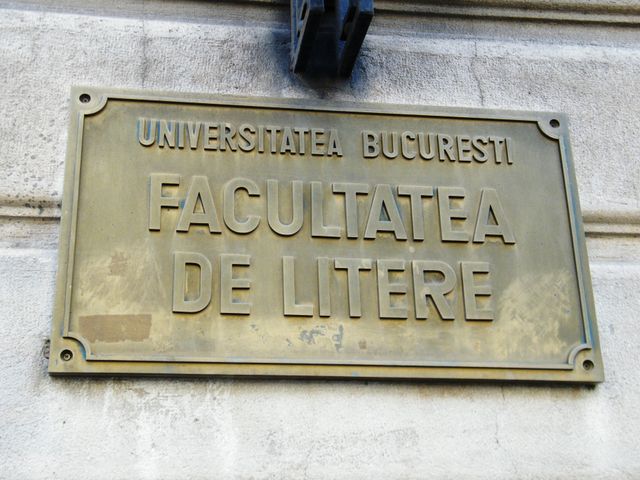 UNIVERSITATEA BUCURESTI
FACULTATEA
DE LITERE